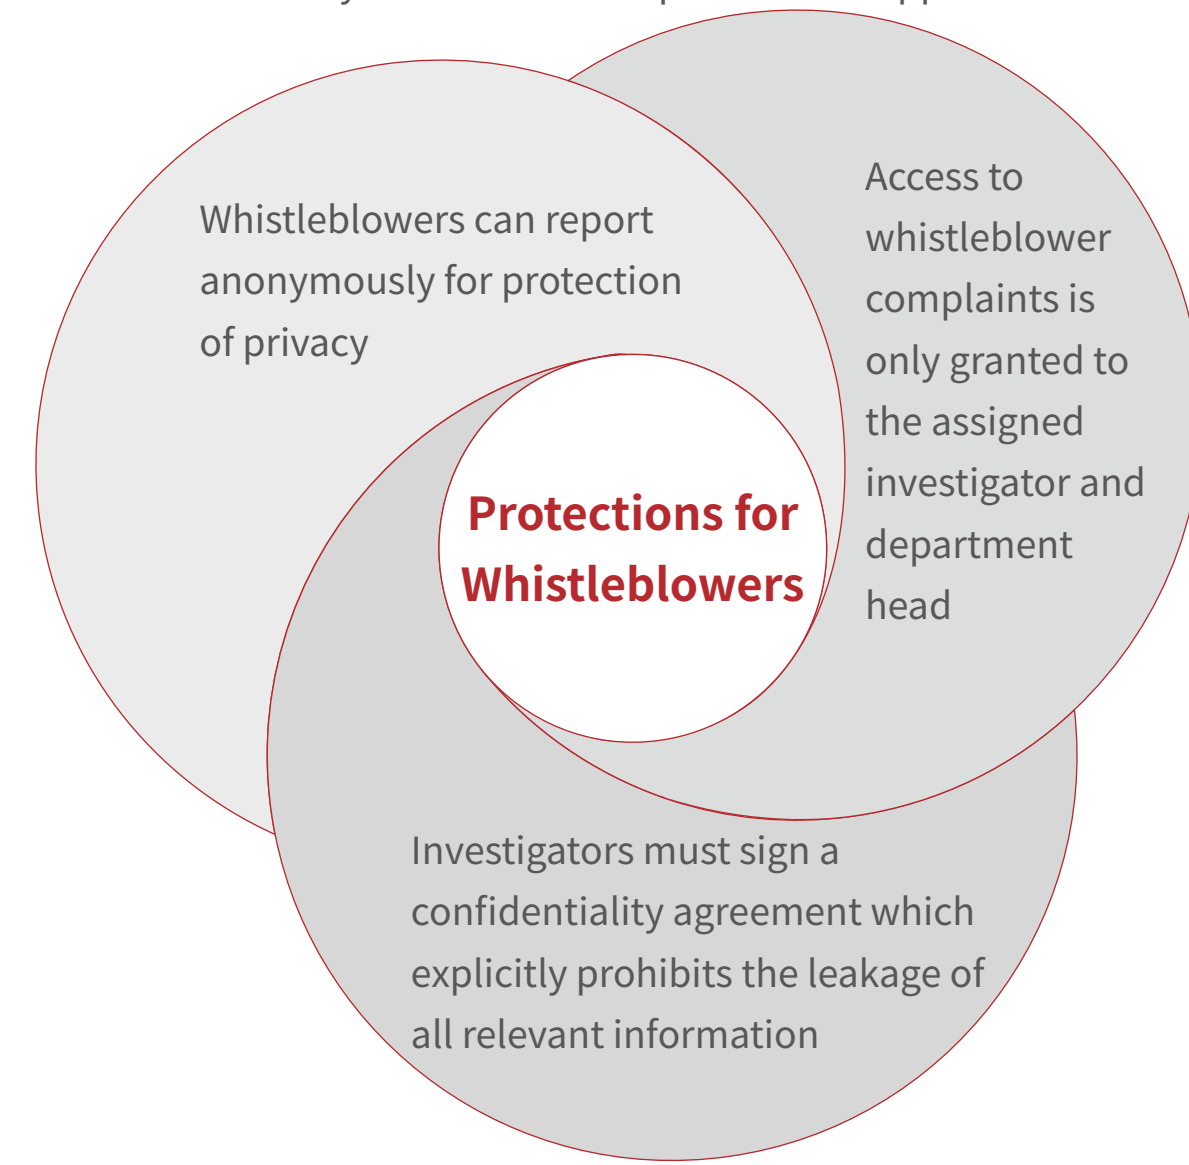 Whistleblowers can report
anonymously for protection
of privacy
Access to
whistleblower
complaints is
only granted to
the assigned
investigator and
department
head
Protections for
Whistleblowers
Investigators must sign a
confidentiality agreement which
explicitly prohibits the leakage of
all relevant information